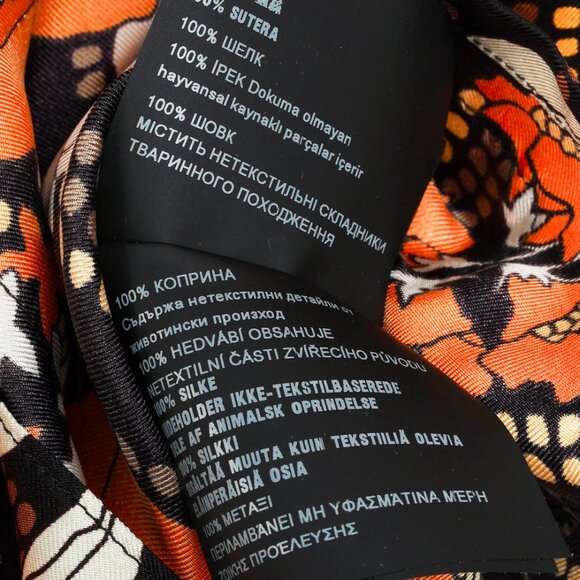 100% SUTERA
100% ШЕЛК
100% İPEK Dokuma olmayan
hayvansal kaynaklı parçalar içerir
100% ШОВК
МІСТИТЬ НЕТЕКСТИЛЬНІ СКЛАДНИКИ
ТВАРИННОГО ПОХОДЖЕННЯ
100% КОПРИНА
Съдържа нетекстилни детайли от
животински произход
100% HEDVÁBÍ OBSAHUJE
NETEXTILNÍ ČÁSTI ZVÍŘECÍHO PŮVODU
100% SILKE
INDEHOLDER IKKE-TEKSTILBASEREDE
DELE AF ANIMALSK OPRINDELSE
100% SILKKI
SISÄLTÄÄ MUUTA KUIN TEKSTIILIÄ OLEVIA
ELÄINPERÄISIÄ OSIA
100% ΜΕΤΑΞΙ
ΠΕΡΙΛΑΜΒΑΝΕΙ ΜΗ ΥΦΑΣΜΑΤΙΝΑ ΜΕΡΗ
ΖΩΙΚΗΣ ΠΡΟΕΛΕΥΣΗΣ